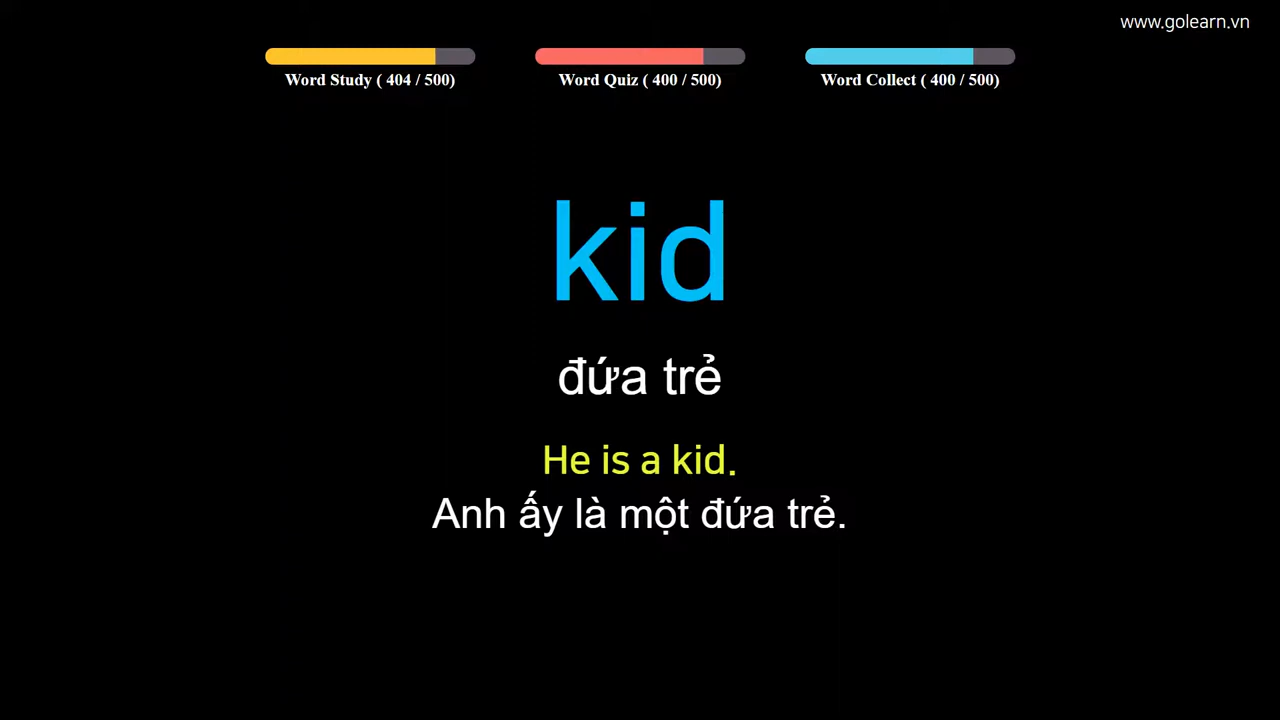 www.golearn.vn
Word Study ( 404 / 500) Word Quiz ( 400 / 500) Word Collect ( 400 / 500)
kid
đứa trẻ
He is a kid.
Anh ấy là một đứa trẻ.